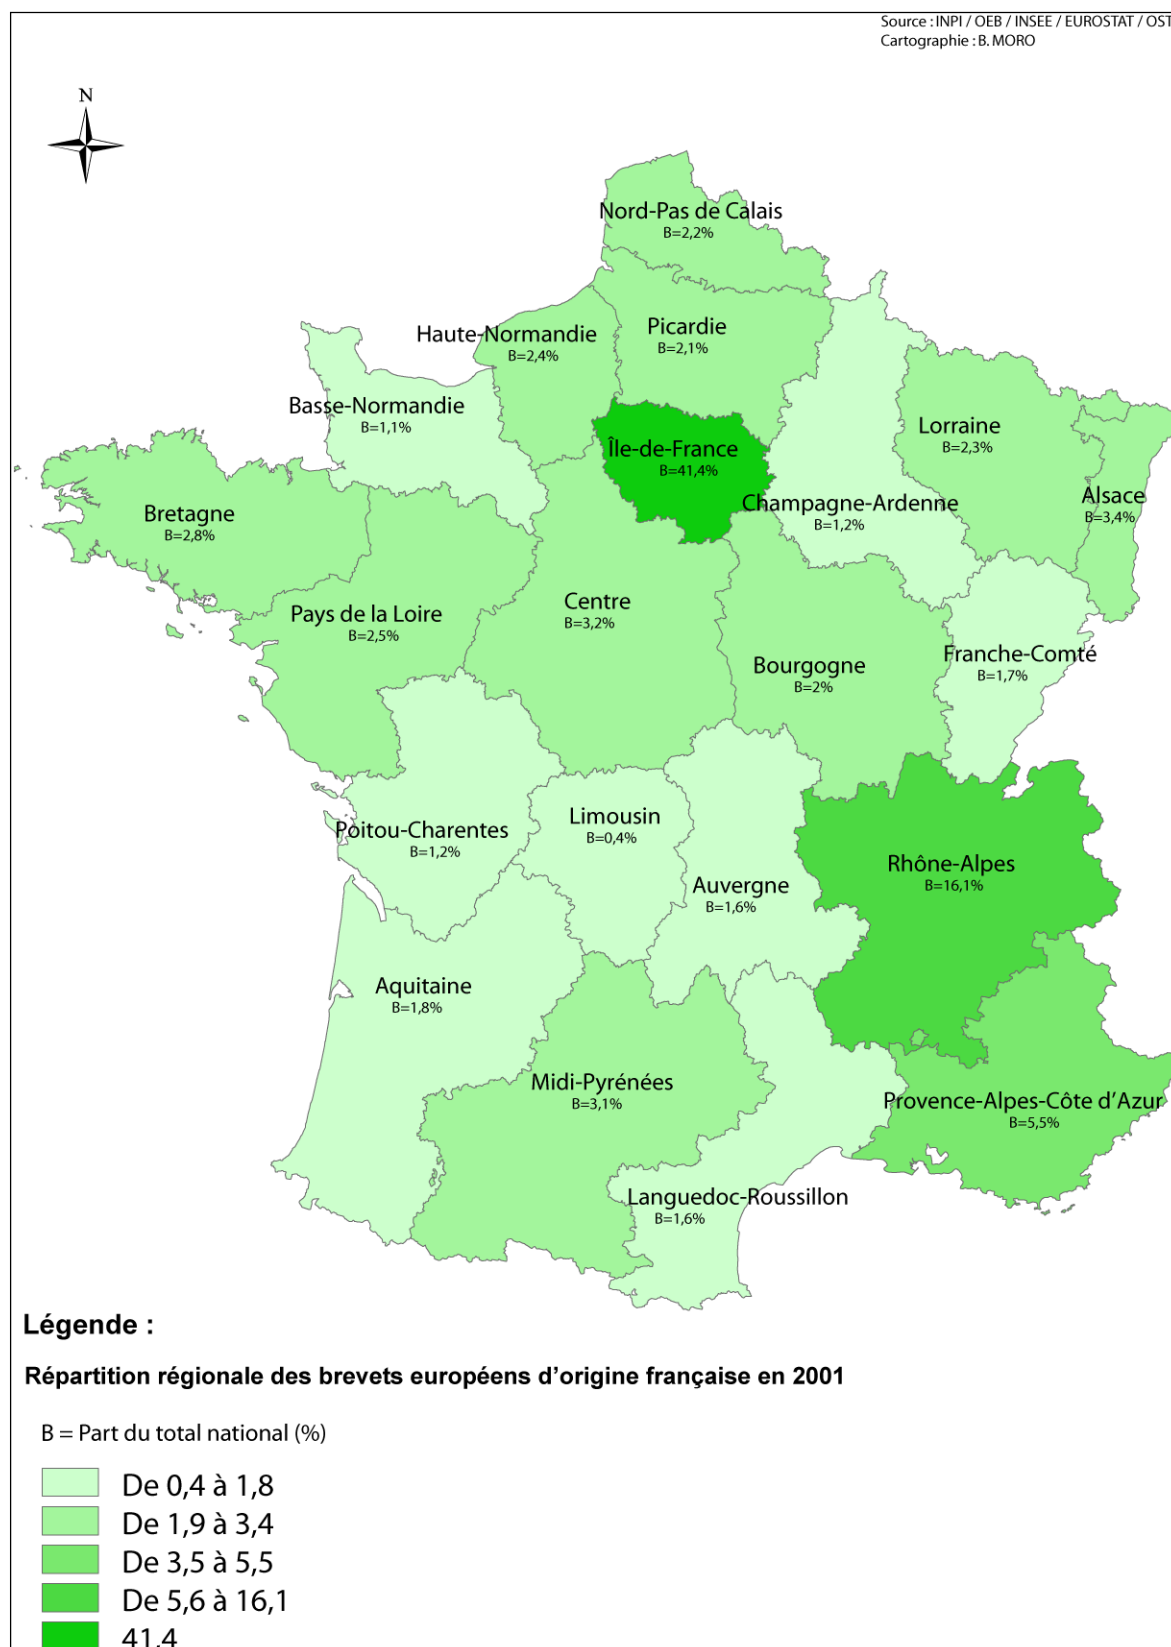 Source : INPI / OEB / INSEE / EUROSTAT / OST
Cartographie : B. MORO
N
Nord-Pas de Calais
B=2,2%
Haute-Normandie
B=2,4%
Picardie
B=2,1%
Basse-Normandie
B=1,1%
Île-de-France
B=41,4%
Lorraine
B=2,3%
Champagne-Ardenne
B=1,2%
Alsace
B=3,4%
Bretagne
B=2,8%
Pays de la Loire
B=2,5%
Centre
B=3,2%
Bourgogne
B=2%
Franche-Comté
B=1,7%
Poitou-Charentes
B=1,2%
Limousin
B=0,4%
Auvergne
B=1,6%
Rhône-Alpes
B=16,1%
Aquitaine
B=1,8%
Midi-Pyrénées
B=3,1%
Provence-Alpes-Côte d'Azur
B=5,5%
Languedoc-Roussillon
B=1,6%
Légende :
Répartition régionale des brevets européens d'origine française en 2001
B = Part du total national (%)
De 0,4 à 1,8
De 1,9 à 3,4
De 3,5 à 5,5
De 5,6 à 16,1
41,4